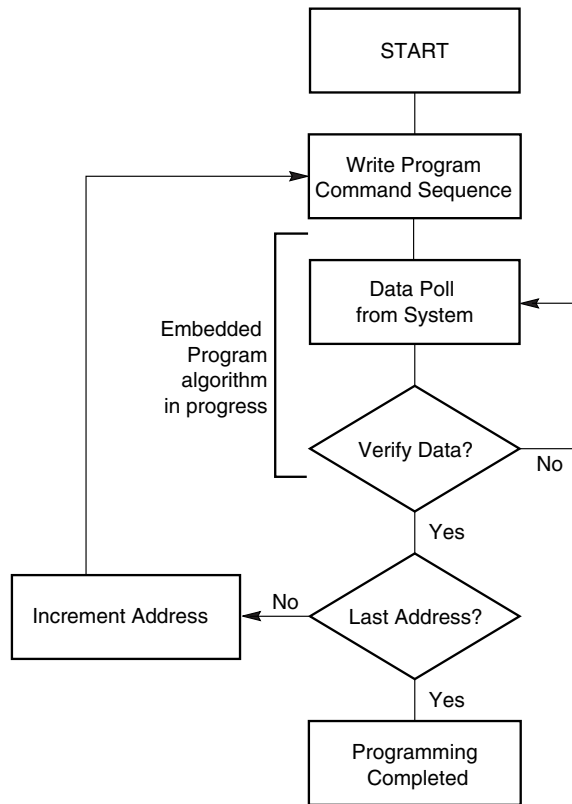 START
Write Program
Command Sequence
Data Poll
from System
Embedded
Program
algorithm
in progress
Verify Data?
No
Yes
Last Address?
No
Increment Address
Yes
Programming
Completed